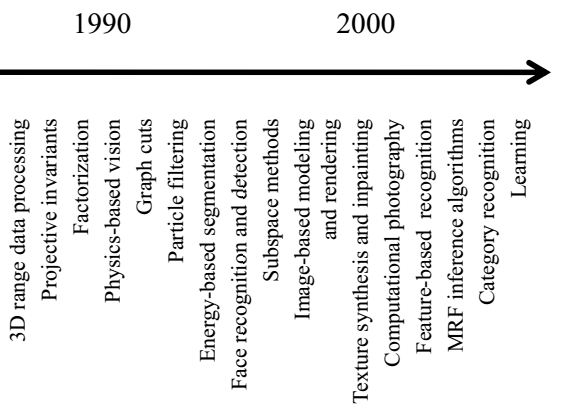 1990
2000
3D range data processing
Projective invariants
Factorization
Physics-based vision
Graph cuts
Particle filtering
Energy-based segmentation
Face recognition and detection
Subspace methods
Image-based modeling
and rendering
Texture synthesis and inpainting
Computational photography
Feature-based recognition
MRF inference algorithms
Category recognition
Learning